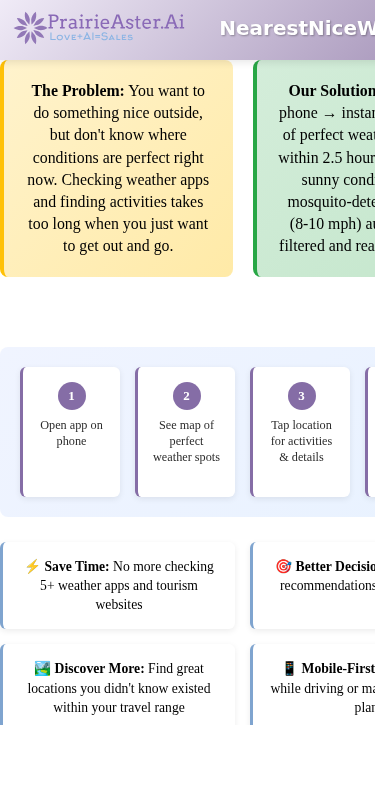 PrairieAster.Ai
Love+AI=Sales
NearestNiceW
The Problem: You want to
do something nice outside,
but don't know where
conditions are perfect right
now. Checking weather apps
and finding activities takes
too long when you just want
to get out and go.
Our Solution
phone → instan
of perfect weat
within 2.5 hour
sunny condi
mosquito-dete
(8-10 mph) au
filtered and rea
1
Open app on
phone
2
See map of
perfect
weather spots
3
Tap location
for activities
& details
⚡ Save Time: No more checking
5+ weather apps and tourism
websites
🎯 Better Decisio
recommendations
🏞️ Discover More: Find great
locations you didn't know existed
within your travel range
📱 Mobile-First
while driving or ma
plan